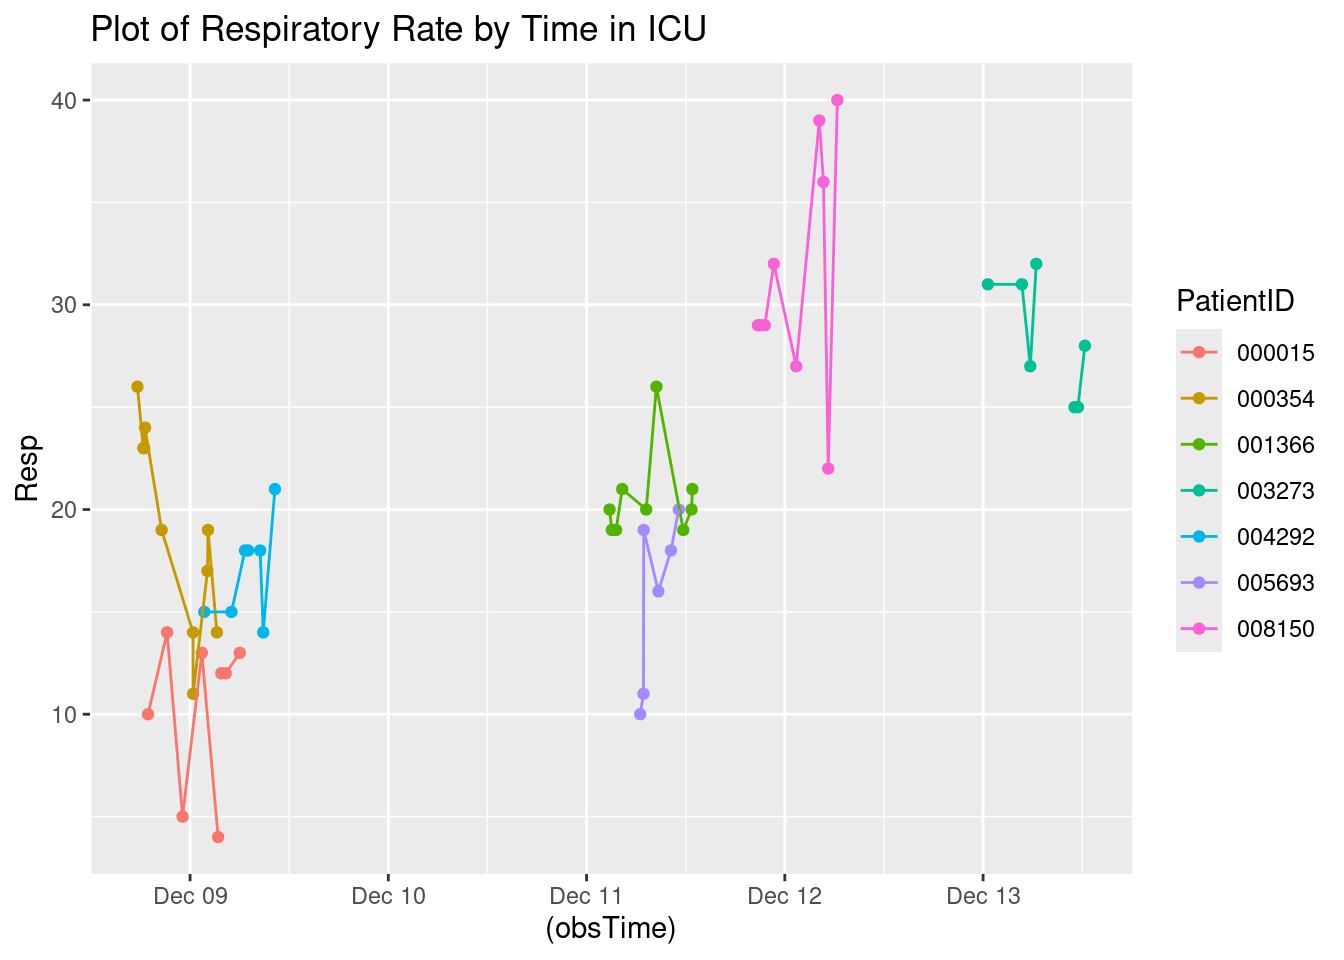 Plot of Respiratory Rate by Time in ICU
40
30
20
10
Resp
Dec 09
Dec 10
Dec 11
Dec 12
Dec 13
(obsTime)
PatientID
000015
000354
001366
003273
004292
005693
008150